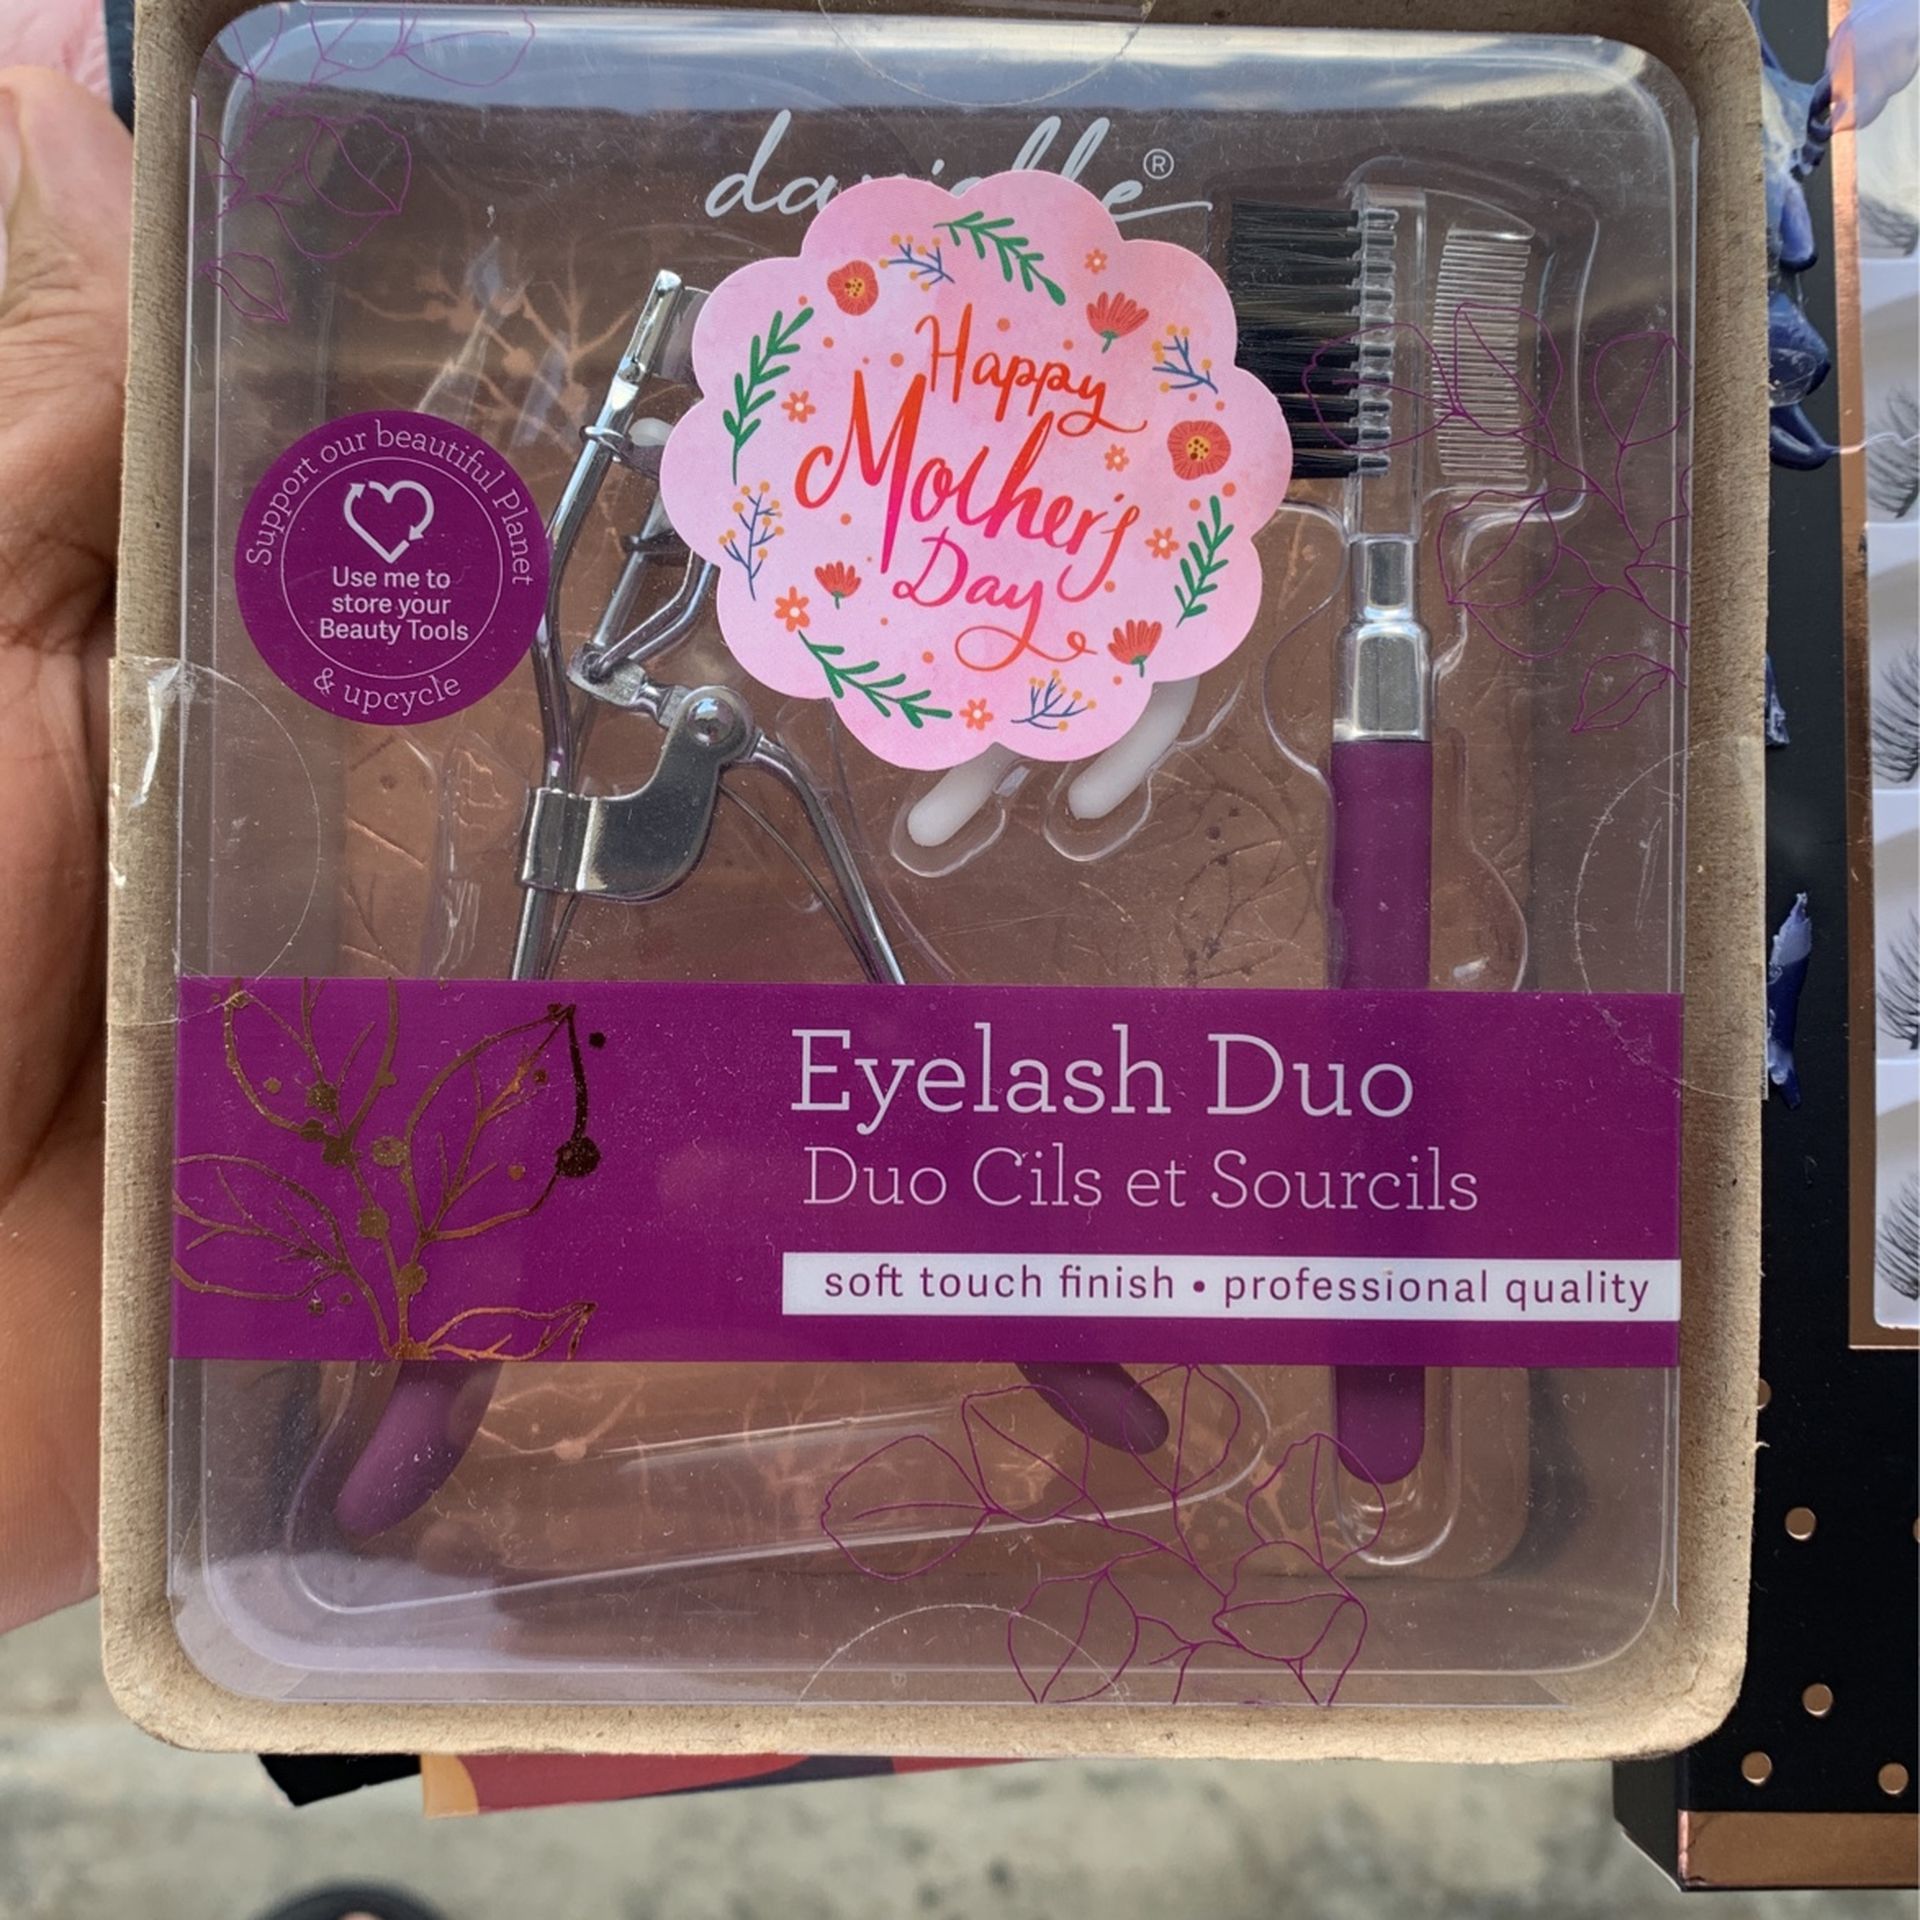 danielle®
Happy
Mother's
Day
Support our beautiful Planet
Use me to
store your
Beauty Tools
& upcycle
Eyelash Duo
Duo Cils et Sourcils
soft touch finish • professional quality